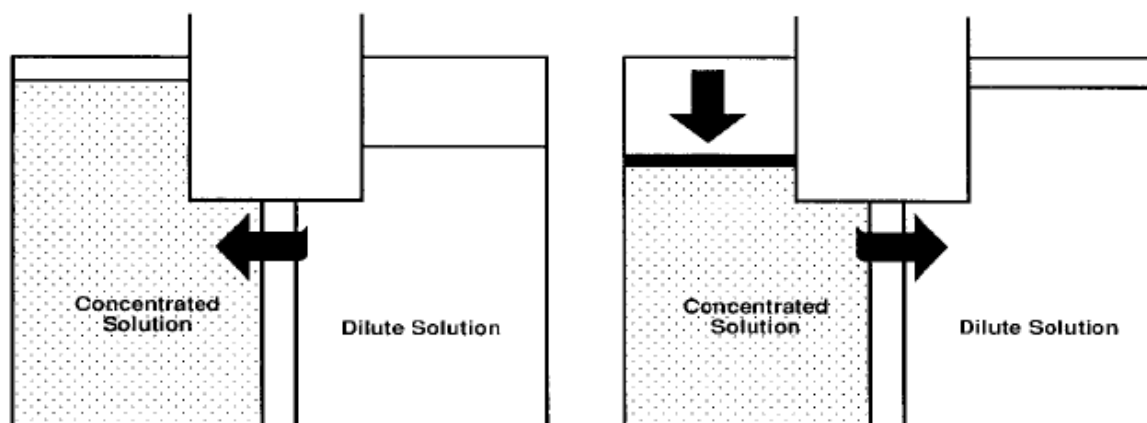 Concentrated
Solution
Dilute Solution
Concentrated
Solution
Dilute Solution